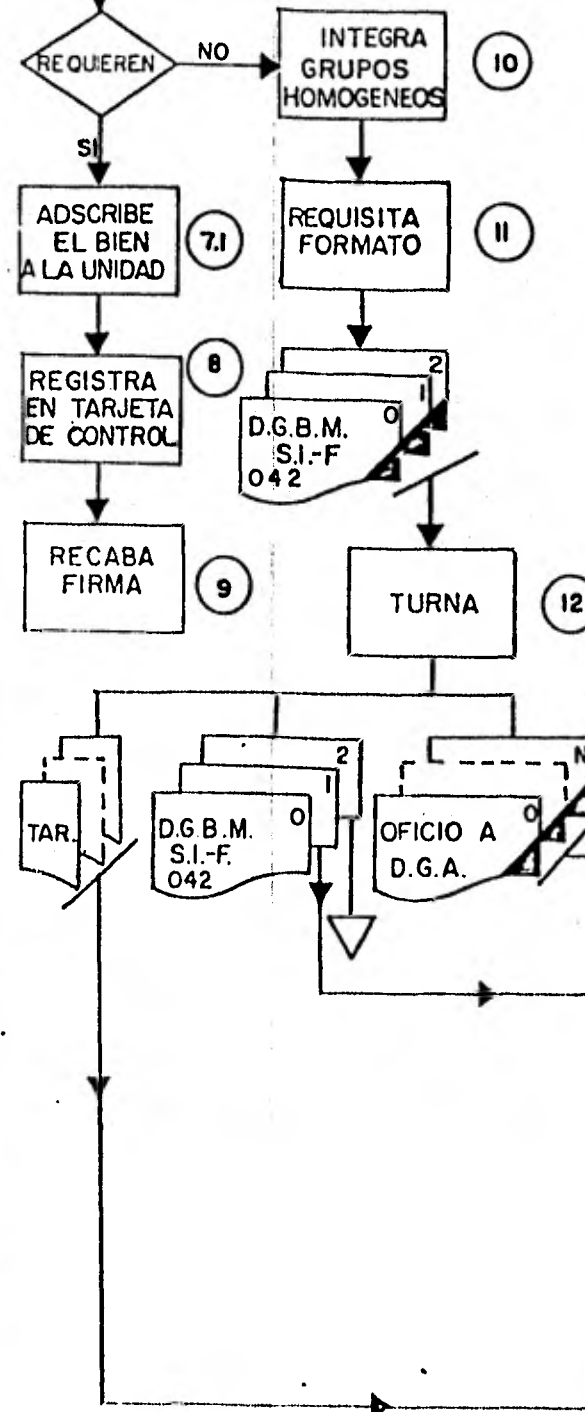 REQUIEREN
NO
SI
INTEGRA
GRUPOS
HOMOGENEOS
10
ADSCRIBE
EL BIEN
A LA UNIDAD
7.1
REQUISITA
FORMATO
11
REGISTRA
EN TARJETA
DE CONTROL
8
2
1
0
D.G.B.M.
S.I.-F
042
RECABA
FIRMA
9
TURNA
12
TAR.
2
1
0
D.G.B.M.
S.I.-F.
042
N
0
OFICIO A
D.G.A.